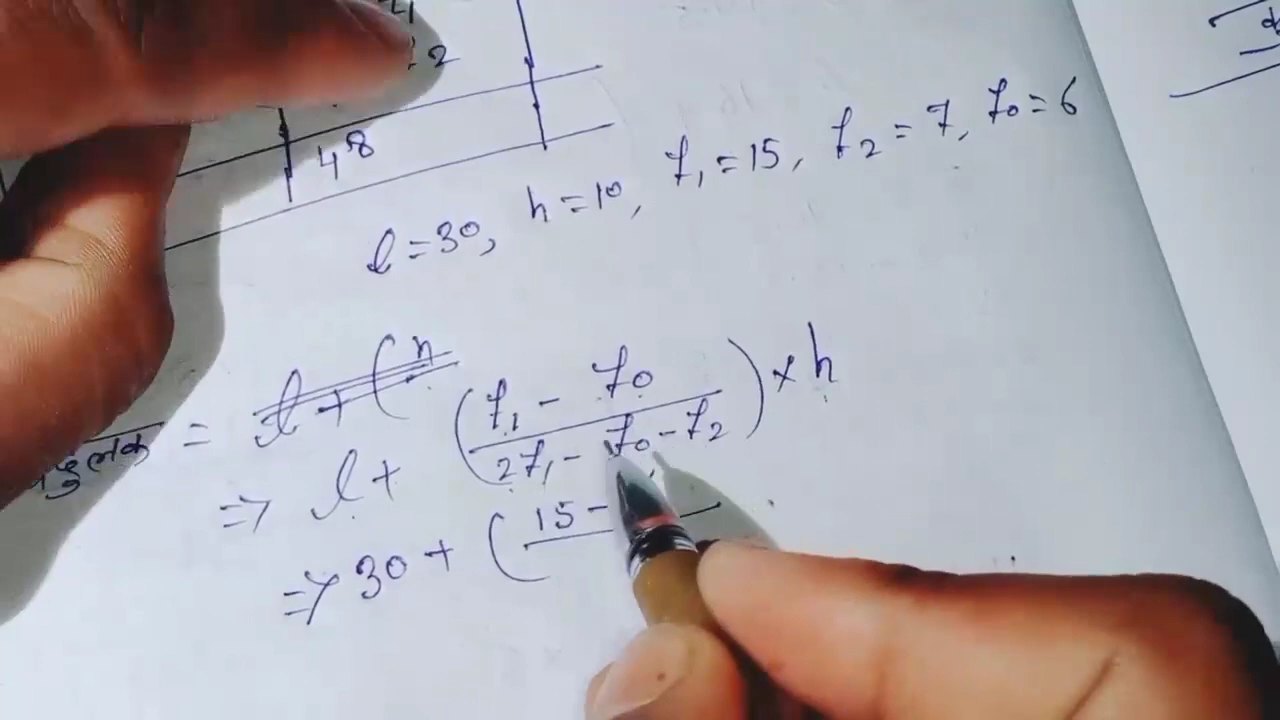 48
l = 30, h = 10, f₁ = 15, f₂ = 7, f₀ = 6
= l + (f₁ - f₀ / 2f₁ - f₀ - f₂) × h
⇒ 30 + (15 -